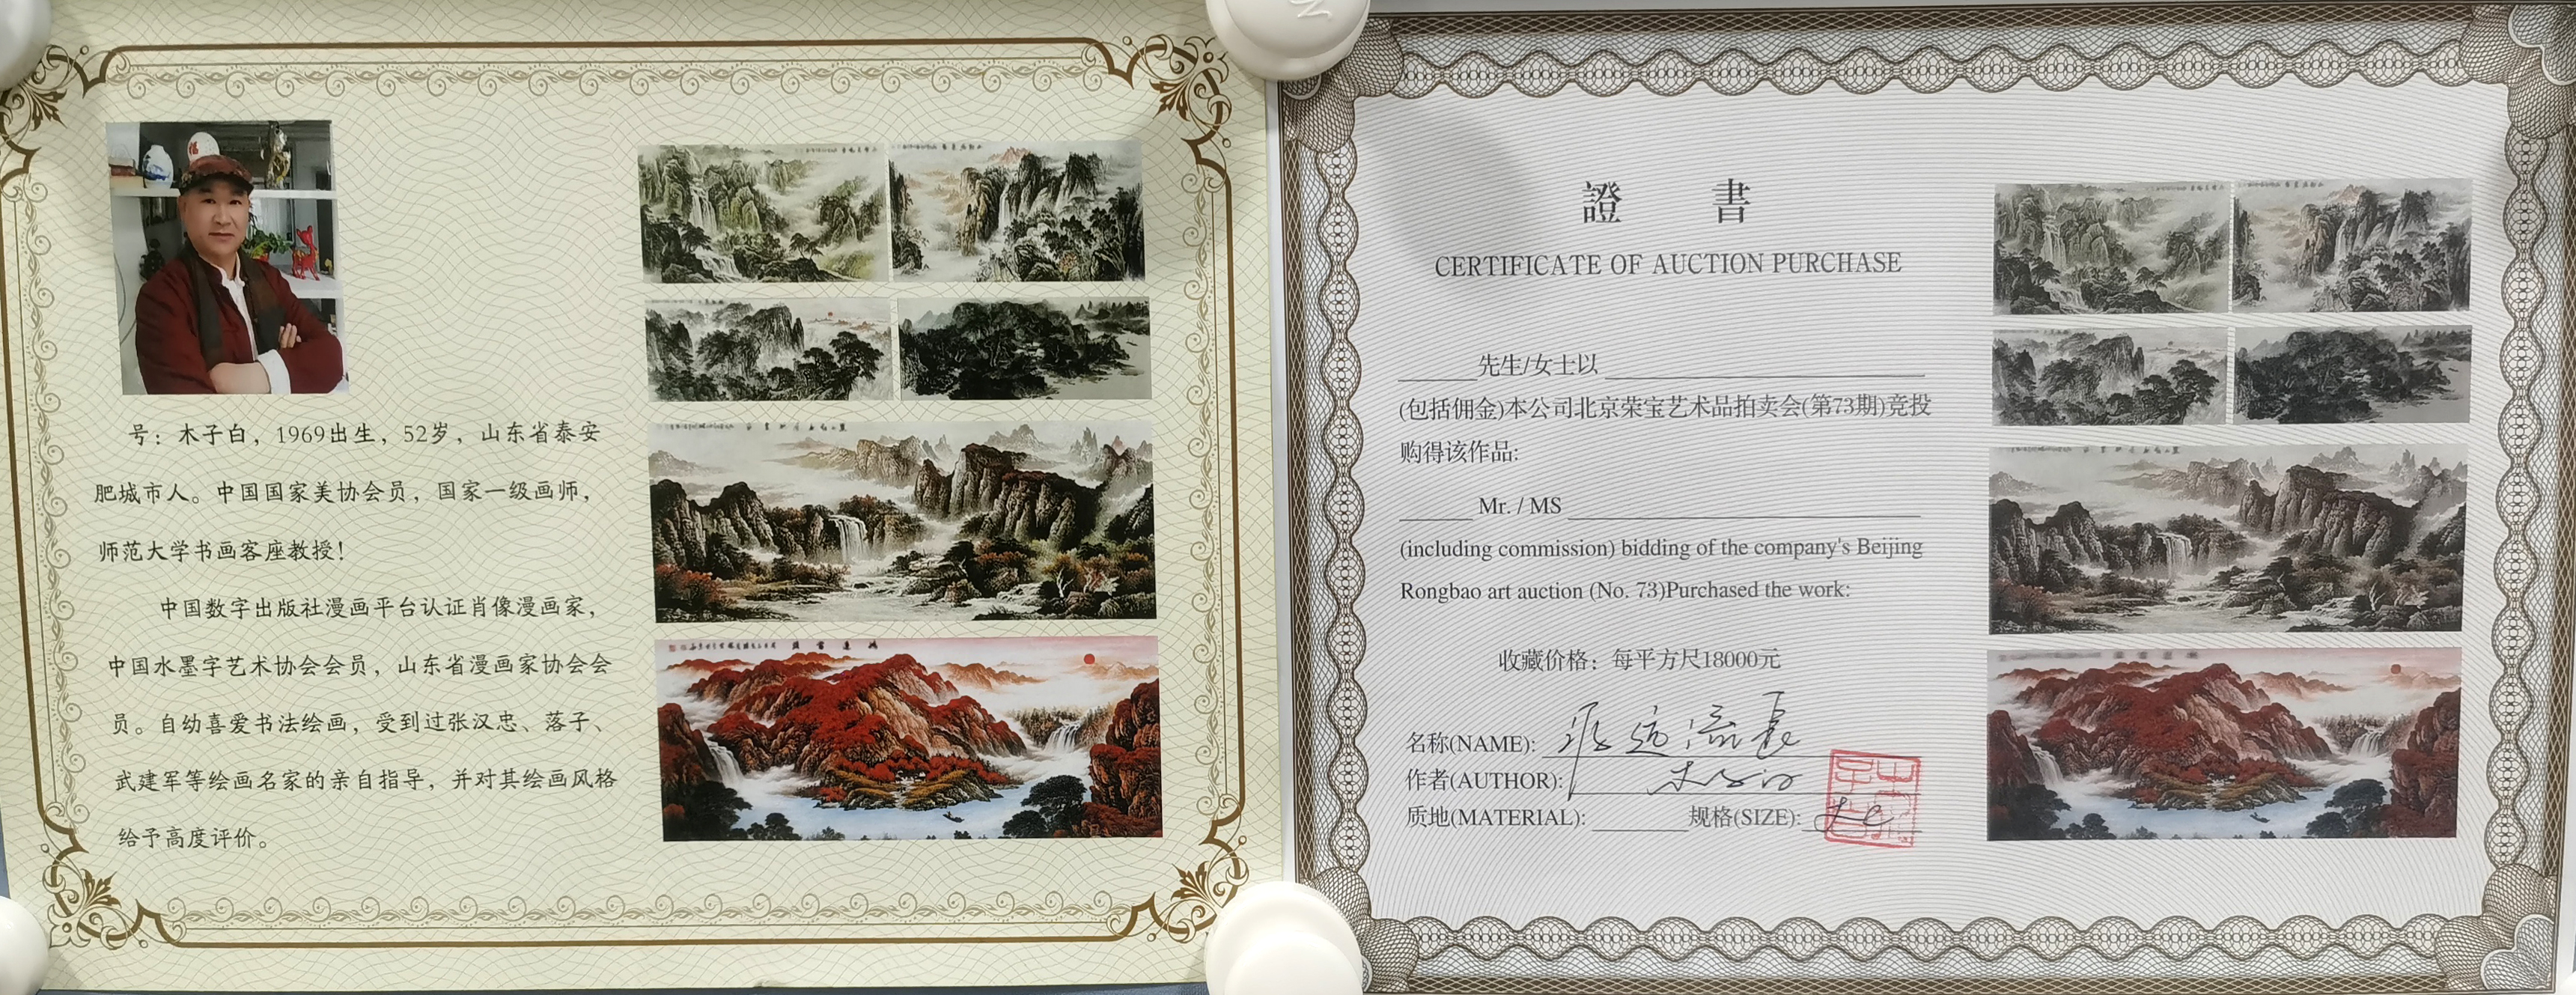 号：木子白，1969出生，52岁，山东省泰安
肥城市人。中国国家美协会员，国家一级画师，
师范大学书画客座教授！
中国数字出版社漫画平台认证肖像漫画家，
中国水墨字艺术协会会员，山东省漫画家协会会
员。自幼喜爱书法绘画，受到过张汉忠、落子、
武建军等绘画名家的亲自指导，并对其绘画风格
给予高度评价。
證 書
CERTIFICATE OF AUCTION PURCHASE
先生/女士以
(包括佣金)本公司北京荣宝艺术品拍卖会(第73期)竞投
购得该作品:
Mr. / MS
(including commission) bidding of the company's Beijing
Rongbao art auction (No. 73)Purchased the work:
收藏价格：每平方尺18000元
名称(NAME): 源远流长
作者(AUTHOR): 木子白
质地(MATERIAL): 规格(SIZE):